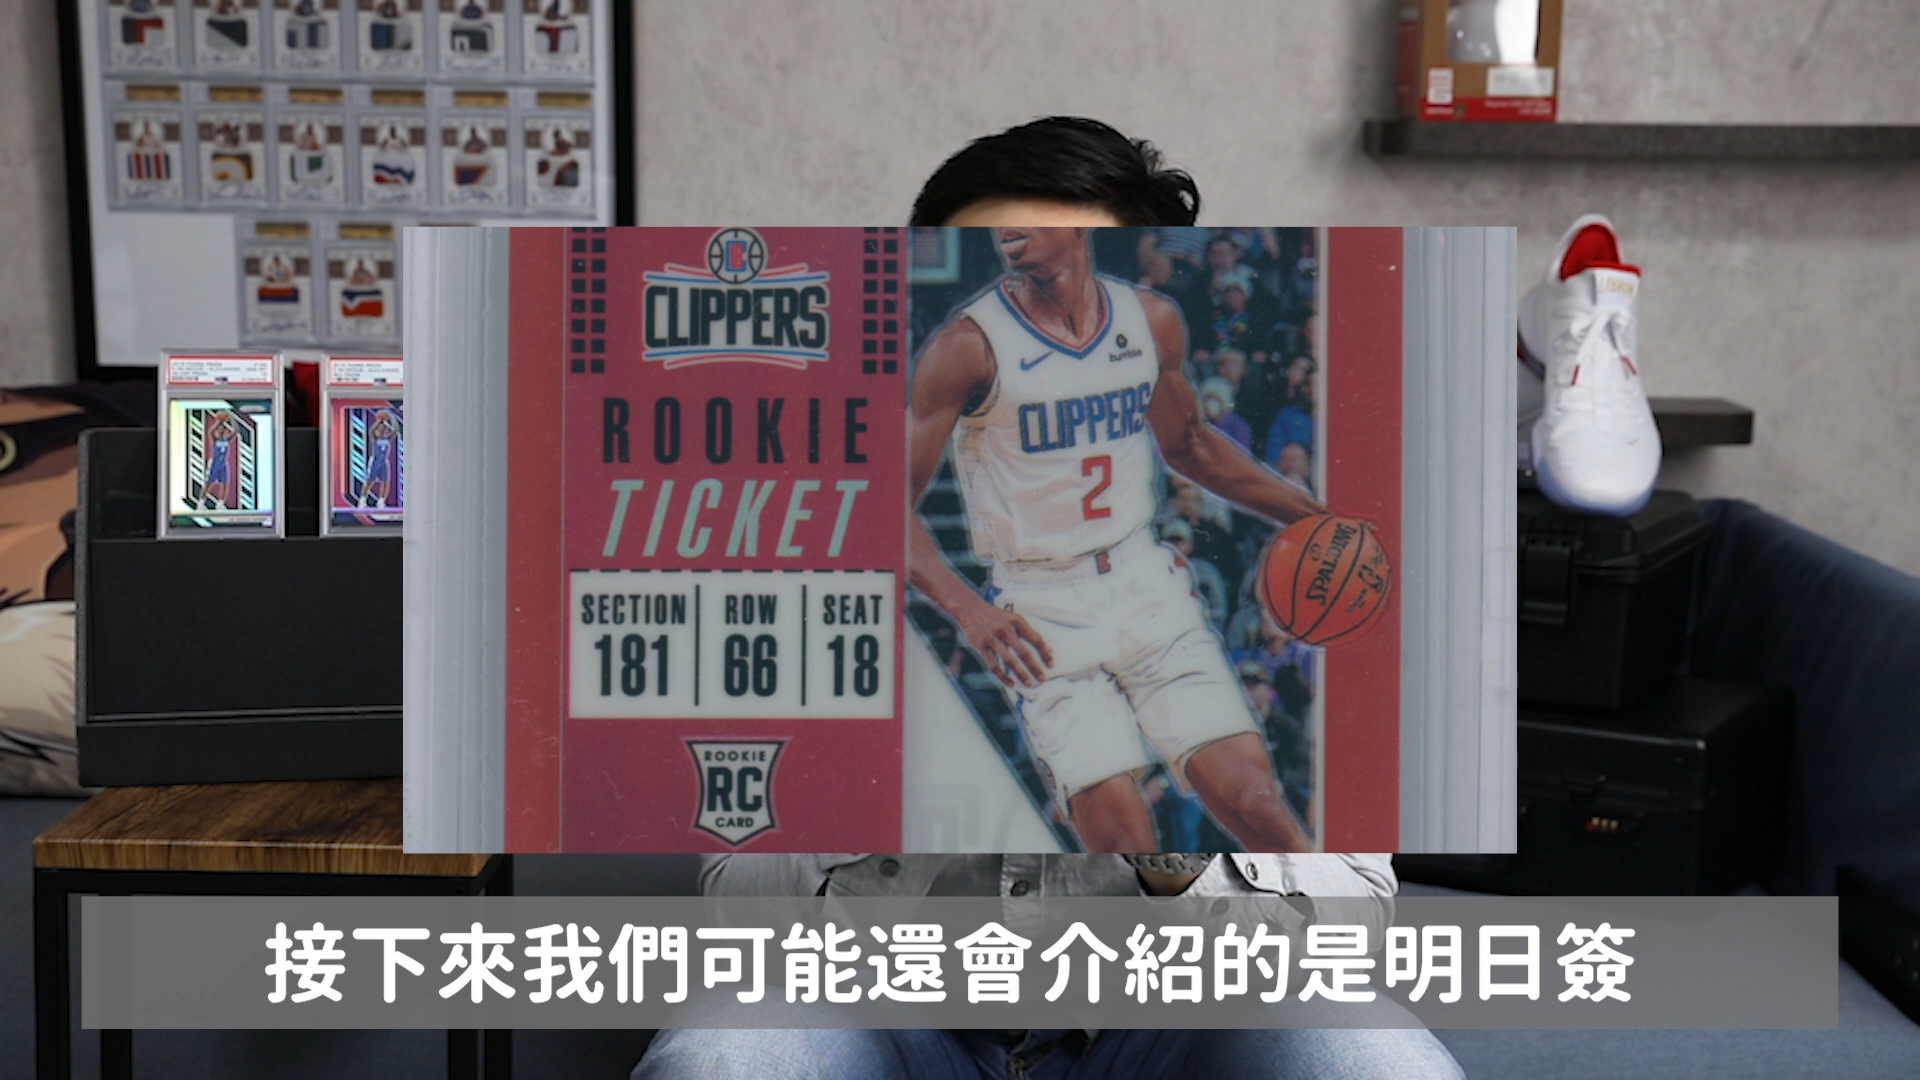 CLIPPERS
ROOKIE
TICKET
SECTION ROW SEAT
181 66 18
ROOKIE
RC
CARD
bumble
CLIPPERS
2
SPALDING
接下來我們可能還會介紹的是明日簽